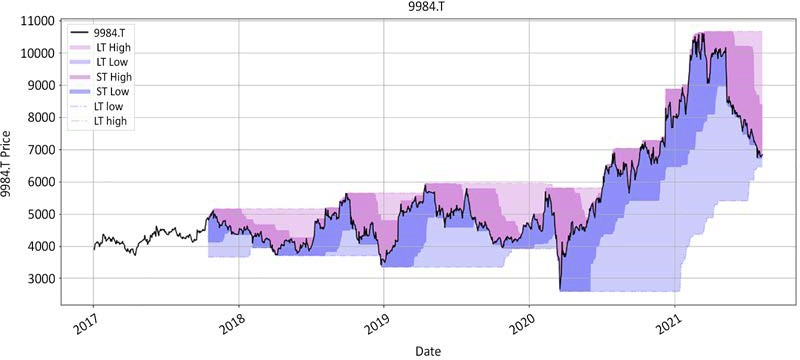 9984.T
11000
10000
9000
8000
7000
6000
5000
4000
3000
9984.T Price
9984.T
LT High
LT Low
ST High
ST Low
LT low
LT high
2017
2018
2019
2020
2021
Date